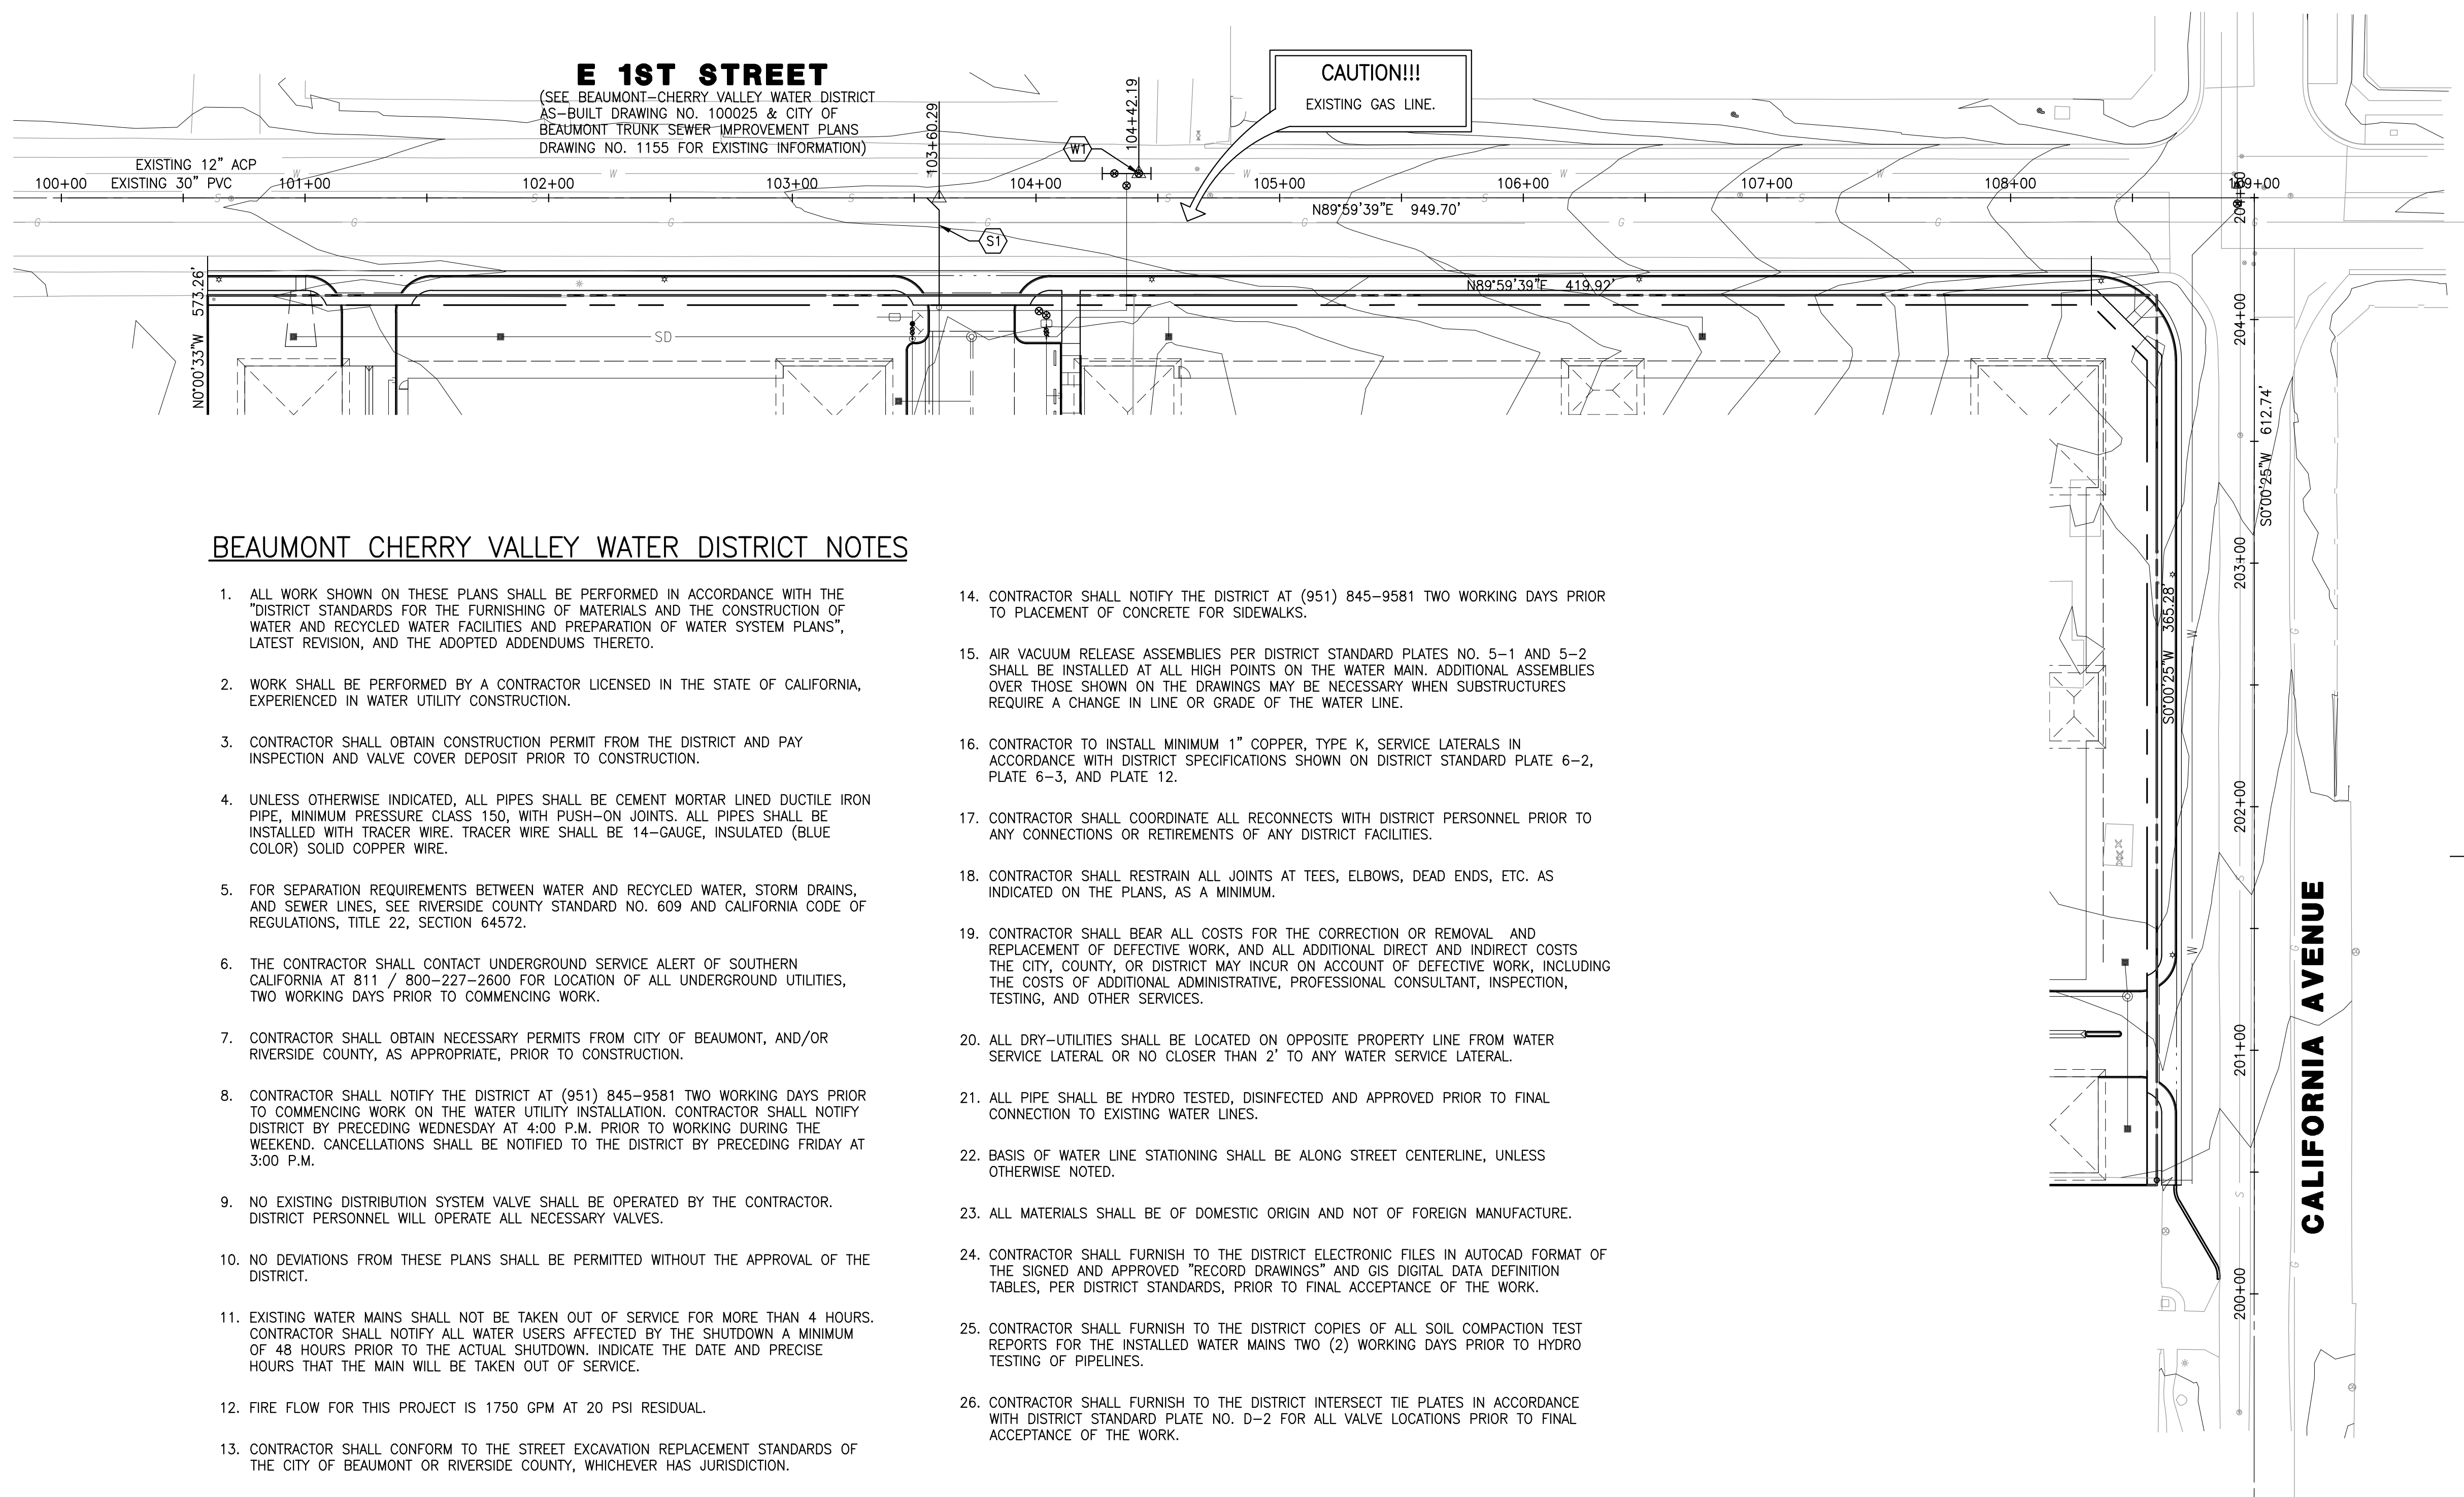 E 1ST STREET
(SEE BEAUMONT-CHERRY VALLEY WATER DISTRICT
AS-BUILT DRAWING NO. 100025 & CITY OF
BEAUMONT TRUNK SEWER IMPROVEMENT PLANS
DRAWING NO. 1155 FOR EXISTING INFORMATION)
CAUTION!!!
EXISTING GAS LINE.
103+60.29
104+42.19
W1
S1
EXISTING 12" ACP
EXISTING 30" PVC
100+00
101+00
102+00
103+00
104+00
105+00
106+00
107+00
108+00
109+00
N89°59'39"E 949.70'
N89°59'39"E 419.92'
N0°00'33"W 573.26'
SD
204+00
203+00
202+00
201+00
200+00
S0°00'25"W 612.74'
S0°00'25"W 365.28'
CALIFORNIA AVENUE
BEAUMONT CHERRY VALLEY WATER DISTRICT NOTES
1. ALL WORK SHOWN ON THESE PLANS SHALL BE PERFORMED IN ACCORDANCE WITH THE
"DISTRICT STANDARDS FOR THE FURNISHING OF MATERIALS AND THE CONSTRUCTION OF
WATER AND RECYCLED WATER FACILITIES AND PREPARATION OF WATER SYSTEM PLANS",
LATEST REVISION, AND THE ADOPTED ADDENDUMS THERETO.
2. WORK SHALL BE PERFORMED BY A CONTRACTOR LICENSED IN THE STATE OF CALIFORNIA,
EXPERIENCED IN WATER UTILITY CONSTRUCTION.
3. CONTRACTOR SHALL OBTAIN CONSTRUCTION PERMIT FROM THE DISTRICT AND PAY
INSPECTION AND VALVE COVER DEPOSIT PRIOR TO CONSTRUCTION.
4. UNLESS OTHERWISE INDICATED, ALL PIPES SHALL BE CEMENT MORTAR LINED DUCTILE IRON
PIPE, MINIMUM PRESSURE CLASS 150, WITH PUSH-ON JOINTS. ALL PIPES SHALL BE
INSTALLED WITH TRACER WIRE. TRACER WIRE SHALL BE 14-GAUGE, INSULATED (BLUE
COLOR) SOLID COPPER WIRE.
5. FOR SEPARATION REQUIREMENTS BETWEEN WATER AND RECYCLED WATER, STORM DRAINS,
AND SEWER LINES, SEE RIVERSIDE COUNTY STANDARD NO. 609 AND CALIFORNIA CODE OF
REGULATIONS, TITLE 22, SECTION 64572.
6. THE CONTRACTOR SHALL CONTACT UNDERGROUND SERVICE ALERT OF SOUTHERN
CALIFORNIA AT 811 / 800-227-2600 FOR LOCATION OF ALL UNDERGROUND UTILITIES,
TWO WORKING DAYS PRIOR TO COMMENCING WORK.
7. CONTRACTOR SHALL OBTAIN NECESSARY PERMITS FROM CITY OF BEAUMONT, AND/OR
RIVERSIDE COUNTY, AS APPROPRIATE, PRIOR TO CONSTRUCTION.
8. CONTRACTOR SHALL NOTIFY THE DISTRICT AT (951) 845-9581 TWO WORKING DAYS PRIOR
TO COMMENCING WORK ON THE WATER UTILITY INSTALLATION. CONTRACTOR SHALL NOTIFY
DISTRICT BY PRECEDING WEDNESDAY AT 4:00 P.M. PRIOR TO WORKING DURING THE
WEEKEND. CANCELLATIONS SHALL BE NOTIFIED TO THE DISTRICT BY PRECEDING FRIDAY AT
3:00 P.M.
9. NO EXISTING DISTRIBUTION SYSTEM VALVE SHALL BE OPERATED BY THE CONTRACTOR.
DISTRICT PERSONNEL WILL OPERATE ALL NECESSARY VALVES.
10. NO DEVIATIONS FROM THESE PLANS SHALL BE PERMITTED WITHOUT THE APPROVAL OF THE
DISTRICT.
11. EXISTING WATER MAINS SHALL NOT BE TAKEN OUT OF SERVICE FOR MORE THAN 4 HOURS.
CONTRACTOR SHALL NOTIFY ALL WATER USERS AFFECTED BY THE SHUTDOWN A MINIMUM
OF 48 HOURS PRIOR TO THE ACTUAL SHUTDOWN. INDICATE THE DATE AND PRECISE
HOURS THAT THE MAIN WILL BE TAKEN OUT OF SERVICE.
12. FIRE FLOW FOR THIS PROJECT IS 1750 GPM AT 20 PSI RESIDUAL.
13. CONTRACTOR SHALL CONFORM TO THE STREET EXCAVATION REPLACEMENT STANDARDS OF
THE CITY OF BEAUMONT OR RIVERSIDE COUNTY, WHICHEVER HAS JURISDICTION.
14. CONTRACTOR SHALL NOTIFY THE DISTRICT AT (951) 845-9581 TWO WORKING DAYS PRIOR
TO PLACEMENT OF CONCRETE FOR SIDEWALKS.
15. AIR VACUUM RELEASE ASSEMBLIES PER DISTRICT STANDARD PLATES NO. 5-1 AND 5-2
SHALL BE INSTALLED AT ALL HIGH POINTS ON THE WATER MAIN. ADDITIONAL ASSEMBLIES
OVER THOSE SHOWN ON THE DRAWINGS MAY BE NECESSARY WHEN SUBSTRUCTURES
REQUIRE A CHANGE IN LINE OR GRADE OF THE WATER LINE.
16. CONTRACTOR TO INSTALL MINIMUM 1" COPPER, TYPE K, SERVICE LATERALS IN
ACCORDANCE WITH DISTRICT SPECIFICATIONS SHOWN ON DISTRICT STANDARD PLATE 6-2,
PLATE 6-3, AND PLATE 12.
17. CONTRACTOR SHALL COORDINATE ALL RECONNECTS WITH DISTRICT PERSONNEL PRIOR TO
ANY CONNECTIONS OR RETIREMENTS OF ANY DISTRICT FACILITIES.
18. CONTRACTOR SHALL RESTRAIN ALL JOINTS AT TEES, ELBOWS, DEAD ENDS, ETC. AS
INDICATED ON THE PLANS, AS A MINIMUM.
19. CONTRACTOR SHALL BEAR ALL COSTS FOR THE CORRECTION OR REMOVAL AND
REPLACEMENT OF DEFECTIVE WORK, AND ALL ADDITIONAL DIRECT AND INDIRECT COSTS
THE CITY, COUNTY, OR DISTRICT MAY INCUR ON ACCOUNT OF DEFECTIVE WORK, INCLUDING
THE COSTS OF ADDITIONAL ADMINISTRATIVE, PROFESSIONAL CONSULTANT, INSPECTION,
TESTING, AND OTHER SERVICES.
20. ALL DRY-UTILITIES SHALL BE LOCATED ON OPPOSITE PROPERTY LINE FROM WATER
SERVICE LATERAL OR NO CLOSER THAN 2' TO ANY WATER SERVICE LATERAL.
21. ALL PIPE SHALL BE HYDRO TESTED, DISINFECTED AND APPROVED PRIOR TO FINAL
CONNECTION TO EXISTING WATER LINES.
22. BASIS OF WATER LINE STATIONING SHALL BE ALONG STREET CENTERLINE, UNLESS
OTHERWISE NOTED.
23. ALL MATERIALS SHALL BE OF DOMESTIC ORIGIN AND NOT OF FOREIGN MANUFACTURE.
24. CONTRACTOR SHALL FURNISH TO THE DISTRICT ELECTRONIC FILES IN AUTOCAD FORMAT OF
THE SIGNED AND APPROVED "RECORD DRAWINGS" AND GIS DIGITAL DATA DEFINITION
TABLES, PER DISTRICT STANDARDS, PRIOR TO FINAL ACCEPTANCE OF THE WORK.
25. CONTRACTOR SHALL FURNISH TO THE DISTRICT COPIES OF ALL SOIL COMPACTION TEST
REPORTS FOR THE INSTALLED WATER MAINS TWO (2) WORKING DAYS PRIOR TO HYDRO
TESTING OF PIPELINES.
26. CONTRACTOR SHALL FURNISH TO THE DISTRICT INTERSECT TIE PLATES IN ACCORDANCE
WITH DISTRICT STANDARD PLATE NO. D-2 FOR ALL VALVE LOCATIONS PRIOR TO FINAL
ACCEPTANCE OF THE WORK.